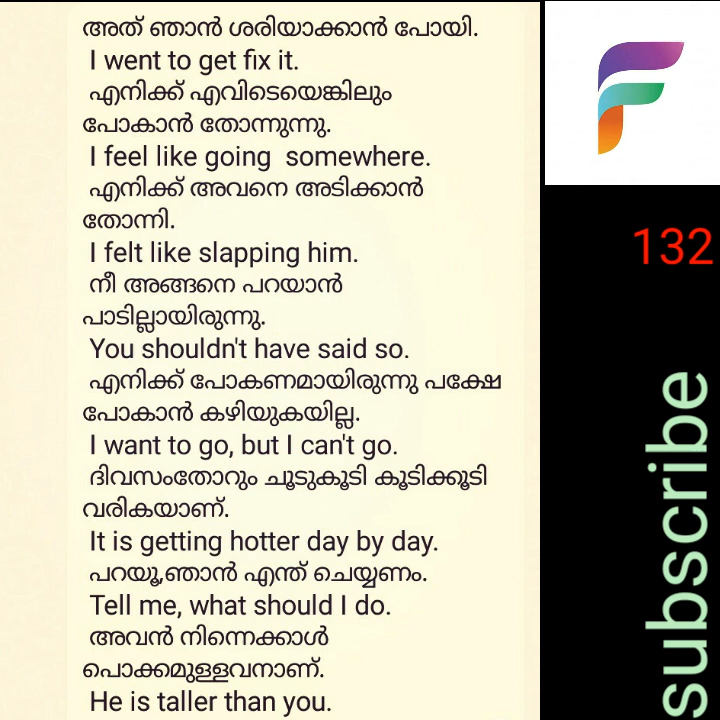 അത് ഞാൻ ശരിയാക്കാൻ പോയി.
I went to get fix it.
എനിക്ക് എവിടെയെങ്കിലും
പോകാൻ തോന്നുന്നു.
I feel like going  somewhere.
എനിക്ക് അവനെ അടിക്കാൻ
തോന്നി.
I felt like slapping him.
നീ അങ്ങനെ പറയാൻ
പാടില്ലായിരുന്നു.
You shouldn't have said so.
എനിക്ക് പോകണമായിരുന്നു പക്ഷേ
പോകാൻ കഴിയുകയില്ല.
I want to go, but I can't go.
ദിവസംതോറും ചൂടുകൂടി കൂടിക്കൂടി
വരികയാണ്.
It is getting hotter day by day.
പറയൂ,ഞാൻ എന്ത് ചെയ്യണം.
Tell me, what should I do.
അവൻ നിന്നെക്കാൾ
പൊക്കമുള്ളവനാണ്.
He is taller than you.
132
subscribe